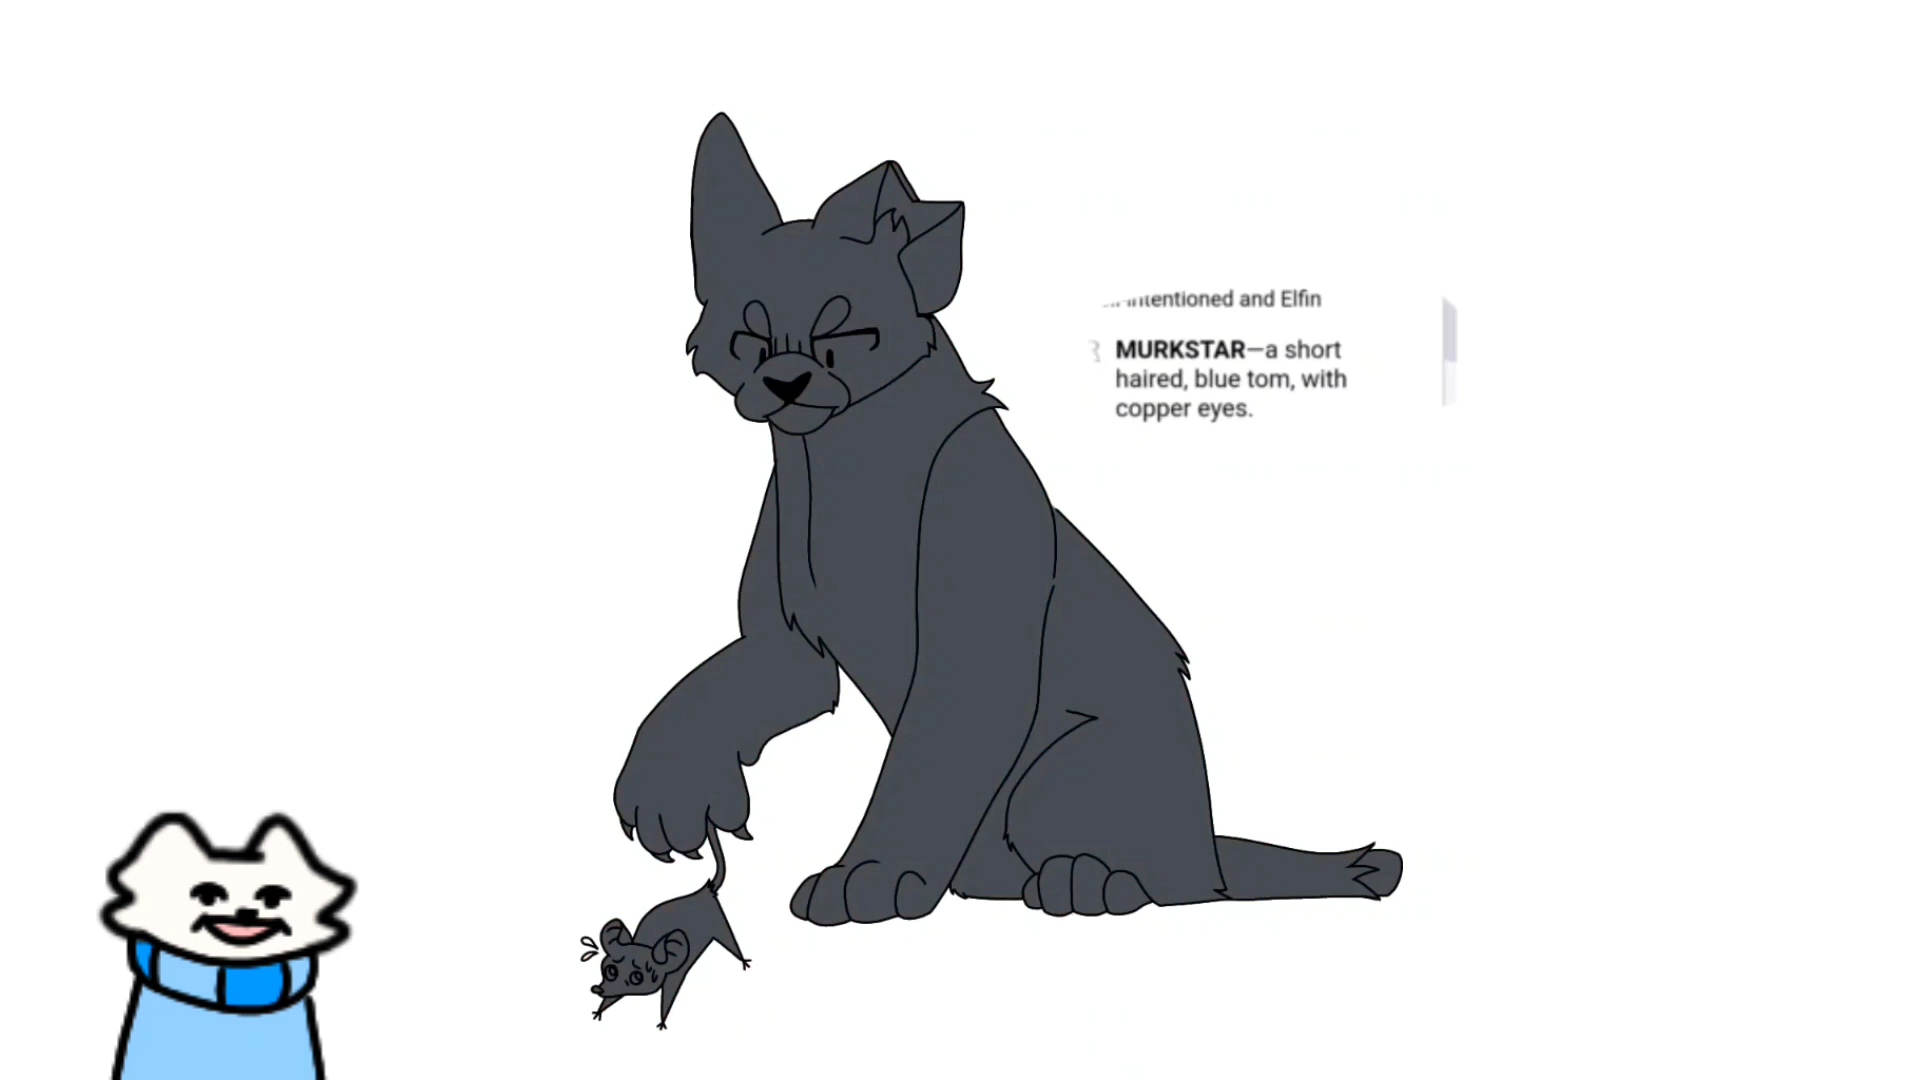 intentioned and Elfin
MURKSTAR—a short
haired, blue tom, with
copper eyes.